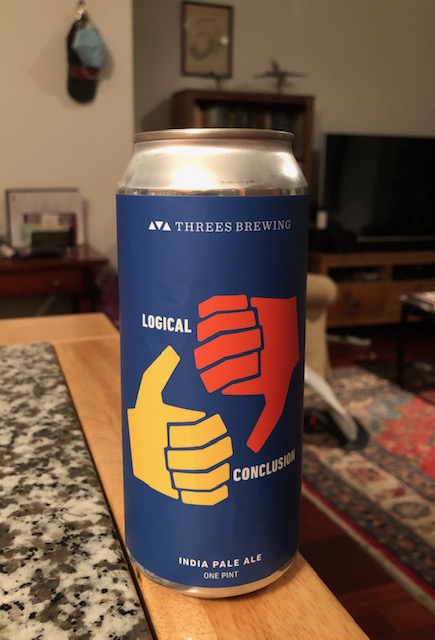 THREES BREWING
LOGICAL
CONCLUSION
INDIA PALE ALE
ONE PINT